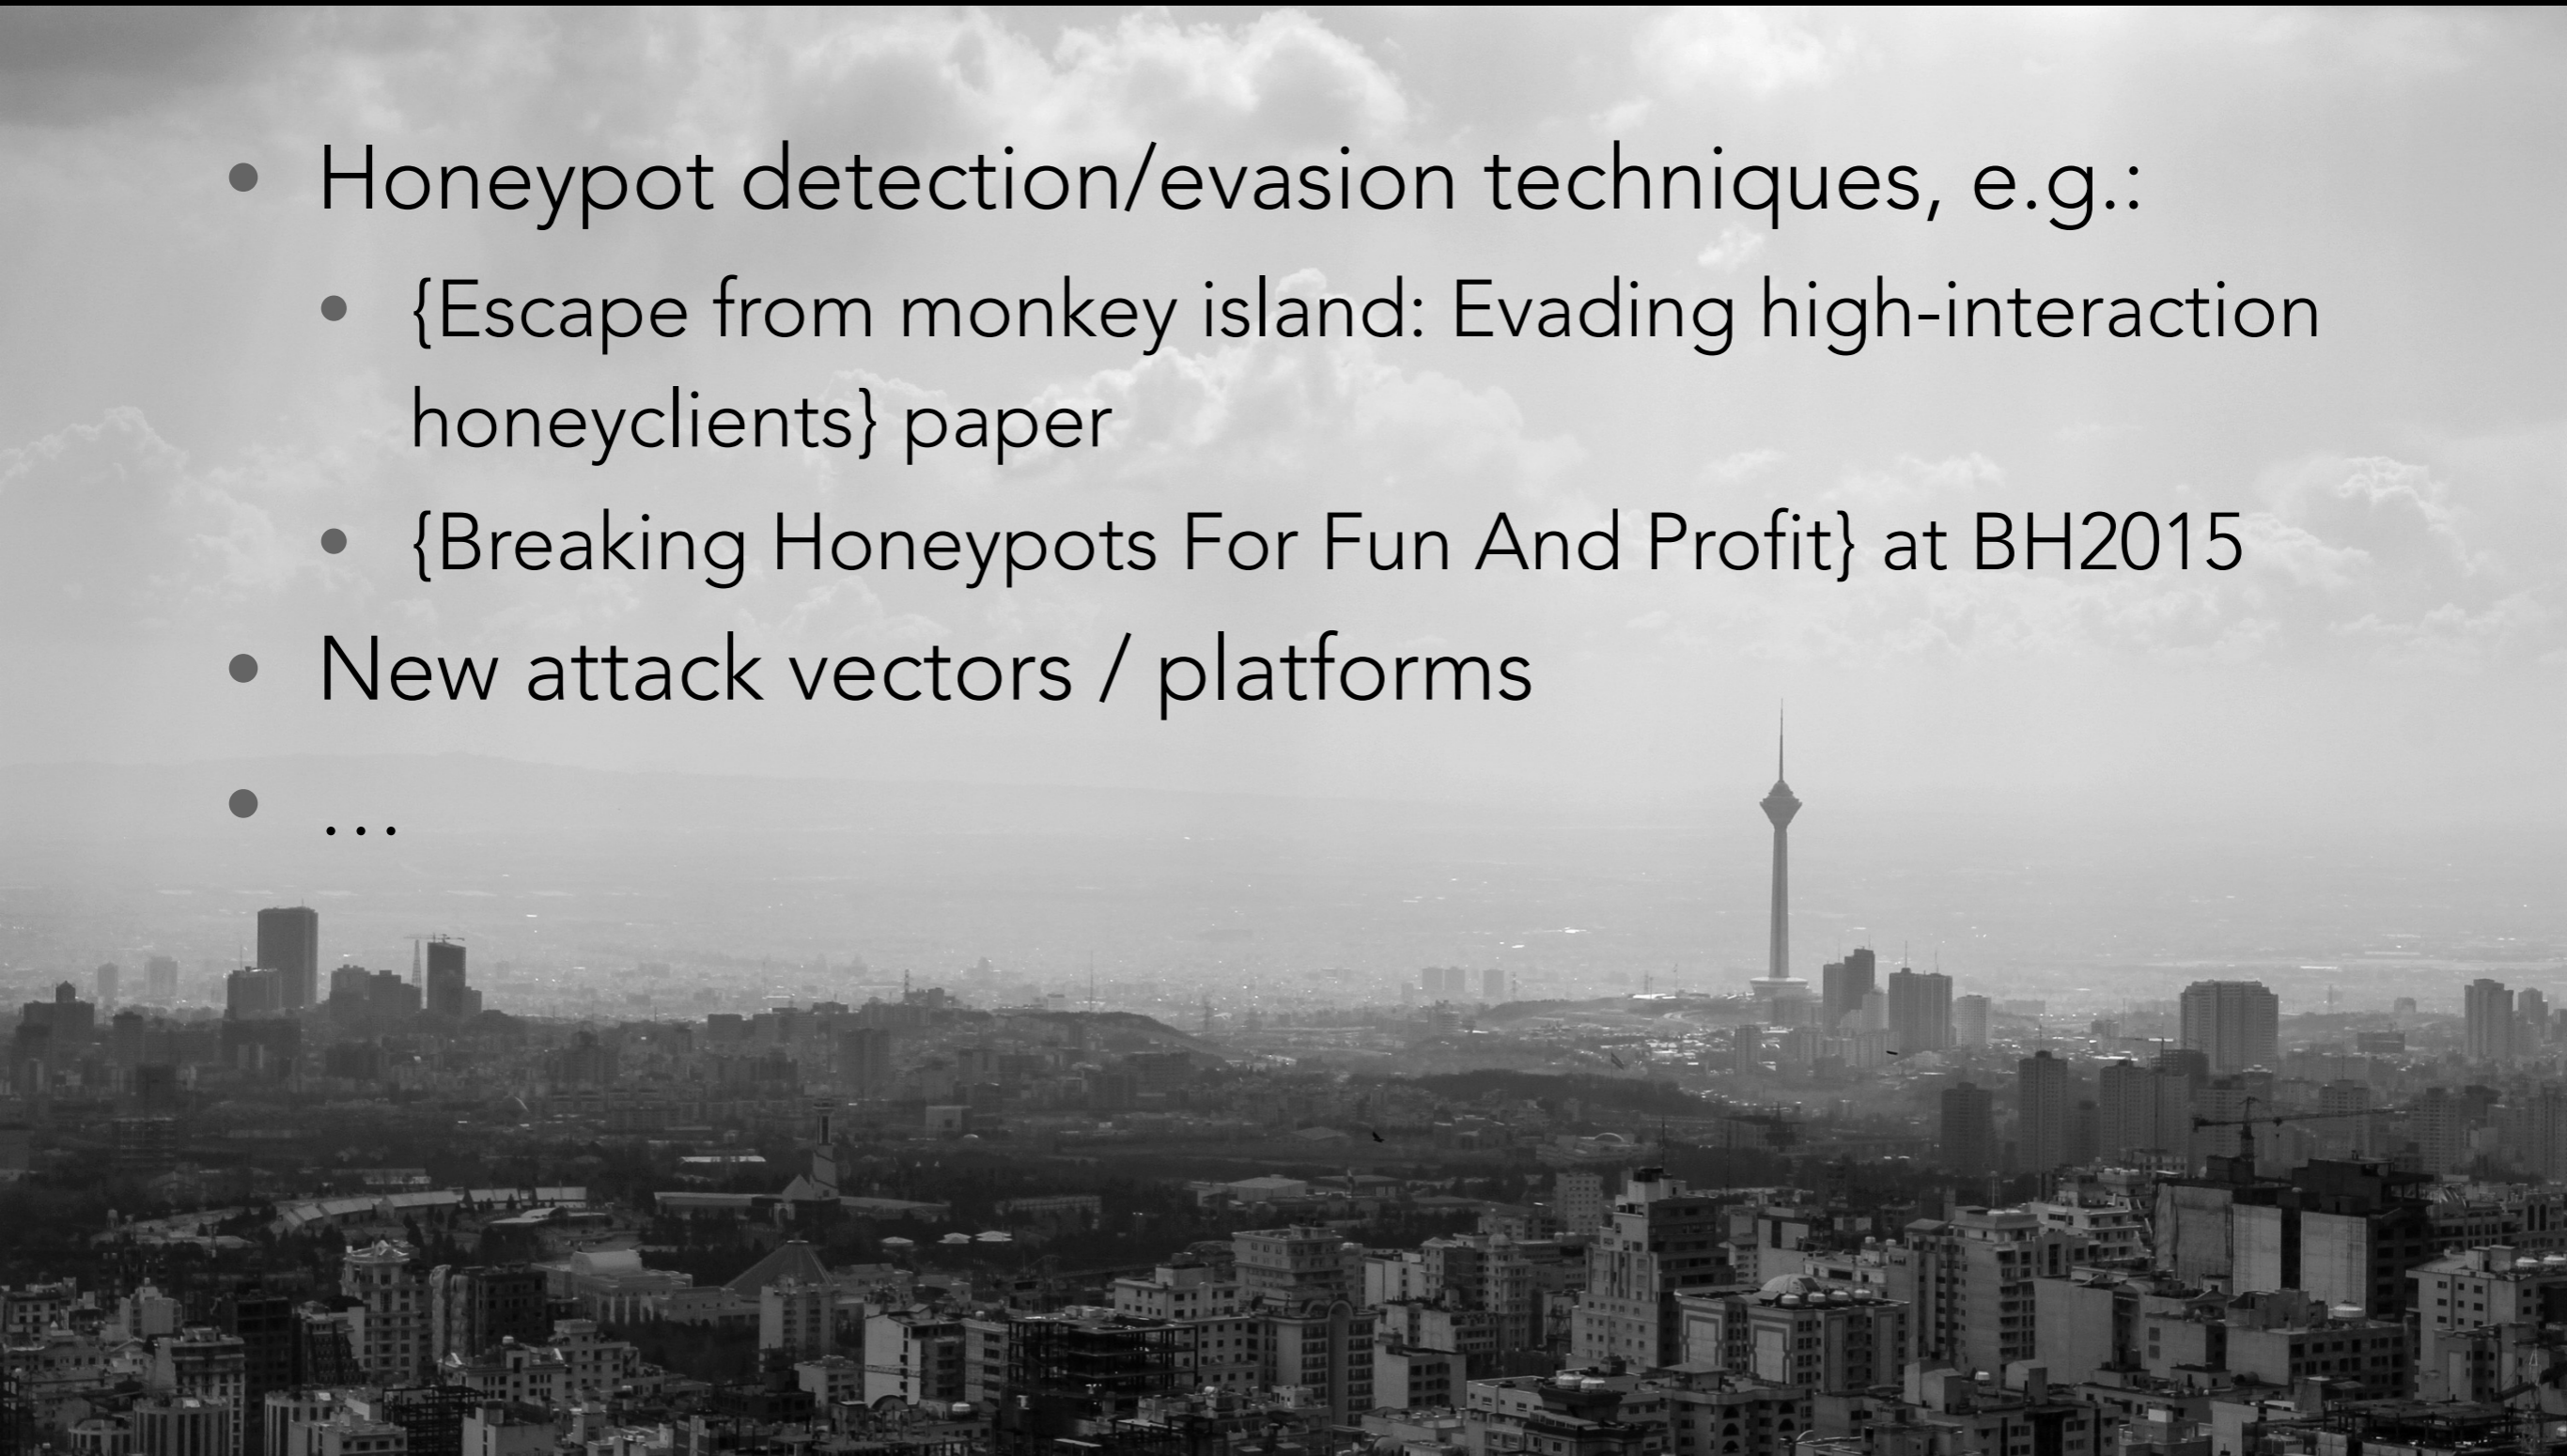 • Honeypot detection/evasion techniques, e.g.:
• {Escape from monkey island: Evading high-interaction
honeyclients} paper
• {Breaking Honeypots For Fun And Profit} at BH2015
• New attack vectors / platforms
• …